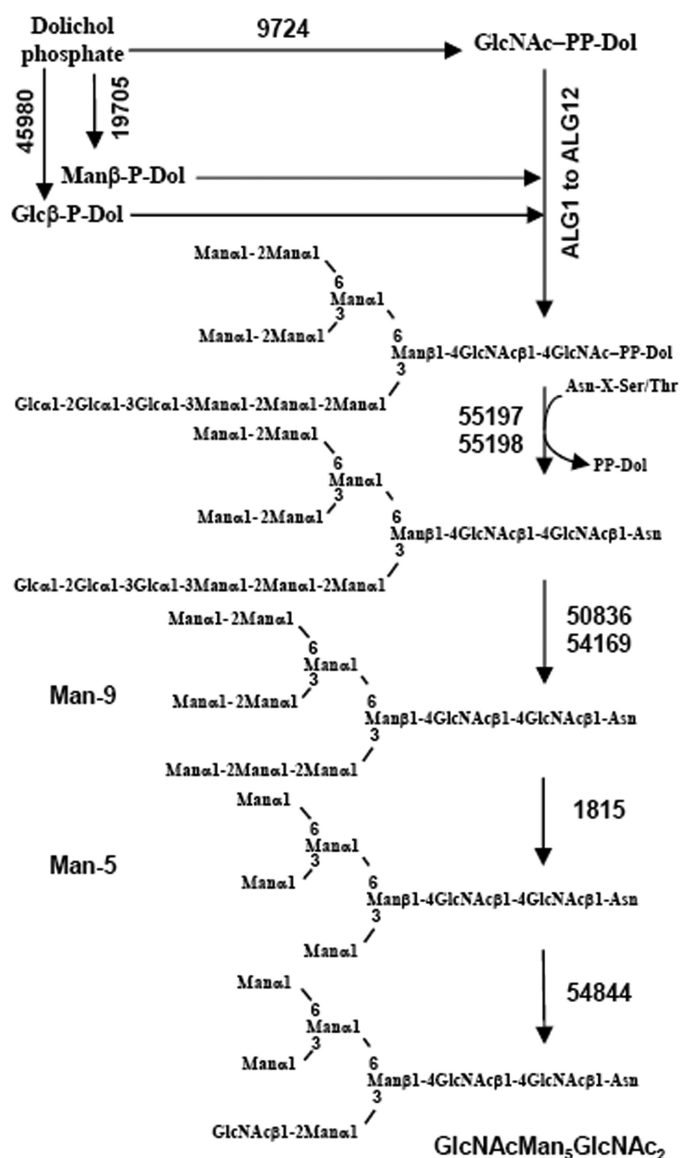 Dolichol
phosphate
9724
GlcNAc–PP-Dol
45980
19705
ALG1 to ALG12
Manβ-P-Dol
Glcβ-P-Dol
Manα1- 2Manα1
6
Manα1
3
Manα1- 2Manα1
6
Manβ1-4GlcNAcβ1-4GlcNAc–PP-Dol
3
Glcα1-2Glcα1-3Glcα1-3Manα1-2Manα1-2Manα1
Asn-X-Ser/Thr
55197
55198
PP-Dol
Manα1- 2Manα1
6
Manα1
3
Manα1- 2Manα1
6
Manβ1-4GlcNAcβ1-4GlcNAcβ1-Asn
3
Glcα1-2Glcα1-3Glcα1-3Manα1-2Manα1-2Manα1
50836
54169
Manα1- 2Manα1
6
Manα1
3
Man-9
Manα1- 2Manα1
6
Manβ1-4GlcNAcβ1-4GlcNAcβ1-Asn
3
Manα1-2Manα1-2Manα1
1815
Manα1
6
Manα1
3
Man-5
Manα1
6
Manβ1-4GlcNAcβ1-4GlcNAcβ1-Asn
3
Manα1
54844
Manα1
6
Manα1
3
Manα1
6
Manβ1-4GlcNAcβ1-4GlcNAcβ1-Asn
3
GlcNAcβ1-2Manα1
GlcNAcMan₅GlcNAc₂